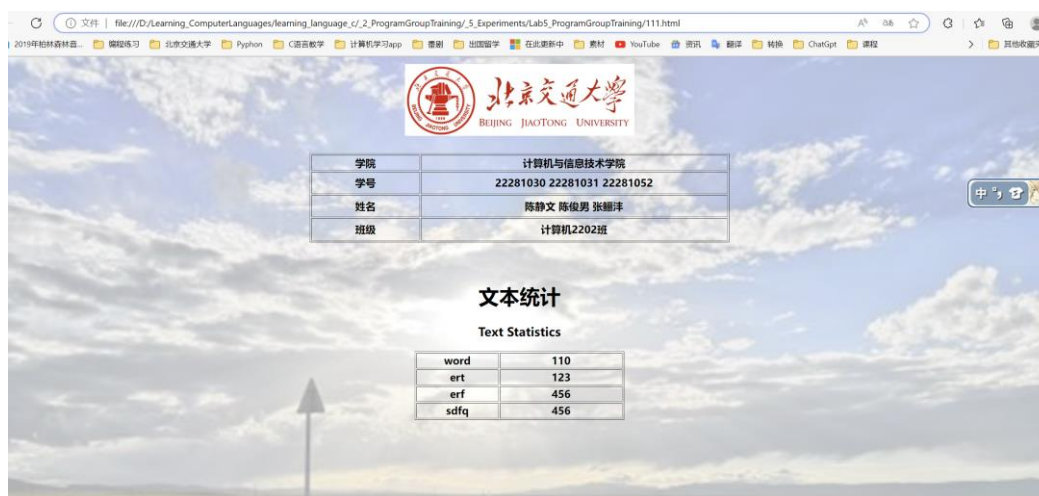 文件 | file:///D:/Learning_ComputerLanguages/learning_language_c/_2_ProgramGroupTraining/_5_Experiments/Lab5_ProgramTraining/111.html
2019年柏林森林音... 编程练习 北京交通大学 Pyphon C语言教学 计算机学习app 墨剧 出国留学 在此更新中 素材 YouTube 资讯 翻译 转换 ChatGpt 课程 其他收藏夹
北京交通大学
BEIJING JIAOTONG UNIVERSITY
学院 计算机与信息技术学院
学号 22281030 22281031 22281052
姓名 陈静文 陈俊男 张鳎沣
班级 计算机2202班
中
文本统计
Text Statistics
word 110
ert 123
erf 456
sdfq 456